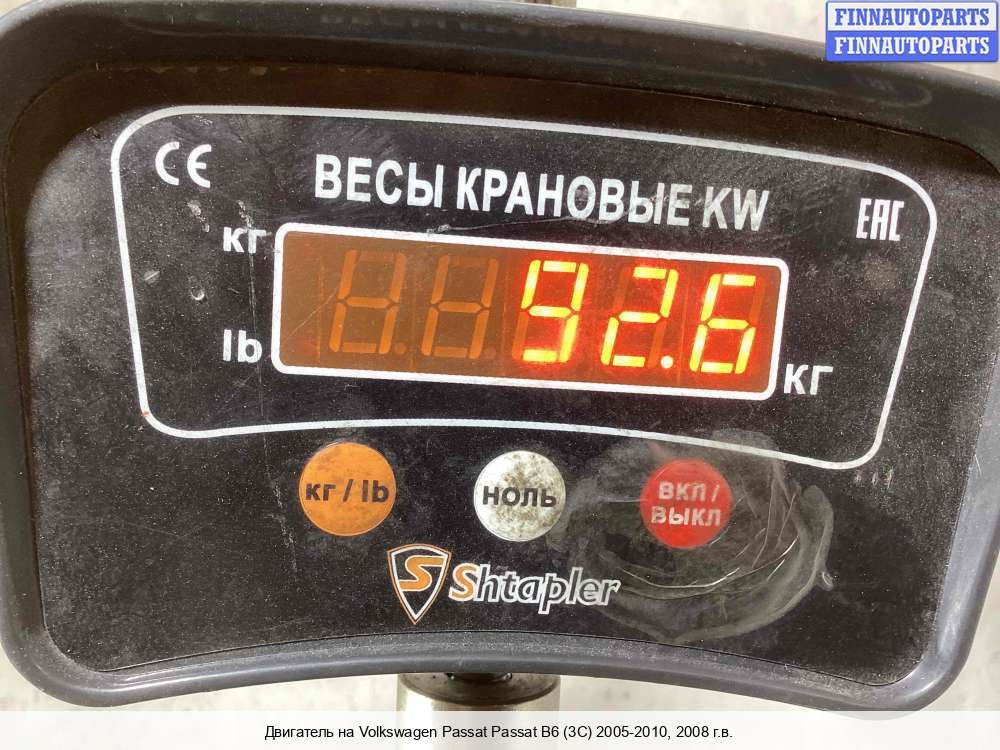 FINNAUTOPARTS
FINNAUTOPARTS
CE
ВЕСЫ КРАНОВЫЕ KW
EAC
кг
92.6
lb
кг
кг / lb
НОЛЬ
ВКЛ /
ВЫКЛ
S Shtapler
Двигатель на Volkswagen Passat Passat B6 (3C) 2005-2010, 2008 г.в.